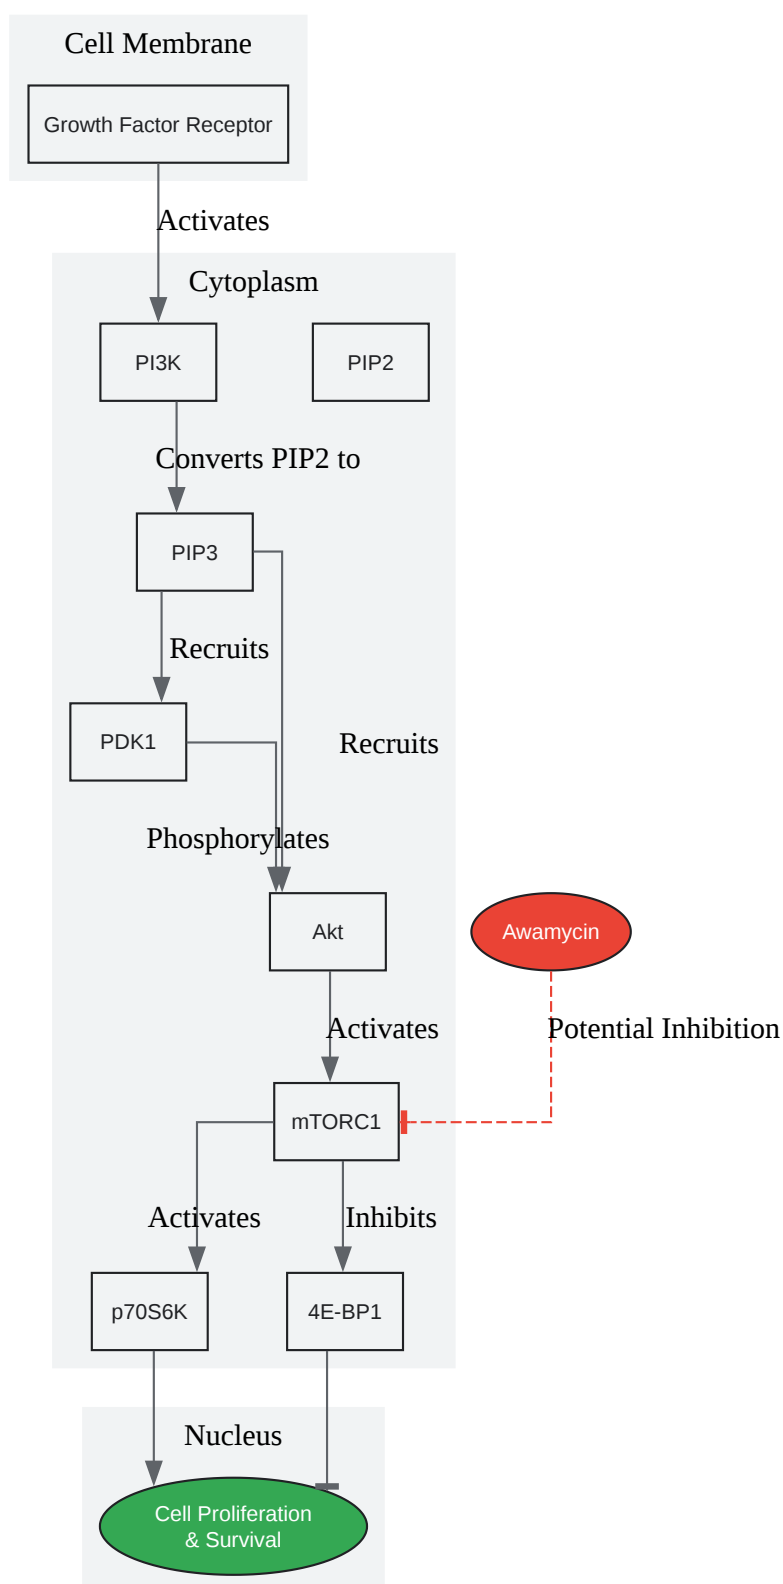 Cell Membrane
Growth Factor Receptor
Activates
Cytoplasm
PI3K
PIP2
Converts PIP2 to
PIP3
Recruits
PDK1
Recruits
Phosphorylates
Akt
Awamycin
Activates
Potential Inhibition
mTORC1
Activates
Inhibits
p70S6K
4E-BP1
Nucleus
Cell Proliferation
& Survival